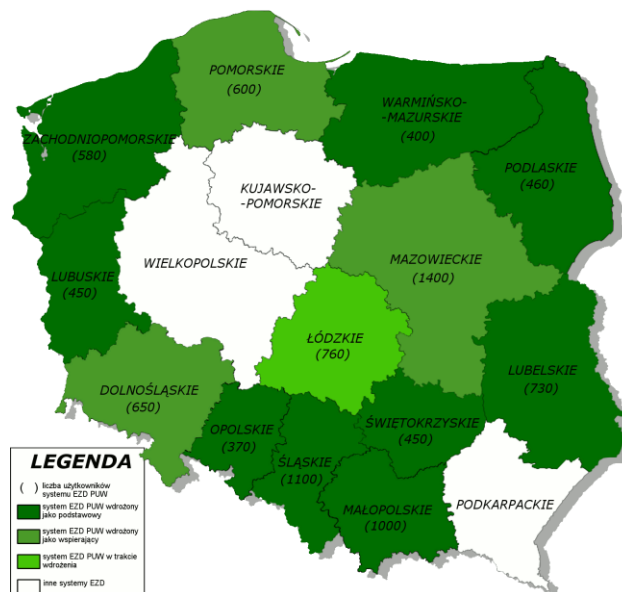 POMORSKIE
(600)
WARMIŃSKO-
-MAZURSKIE
(400)
ZACHODNIOPOMORSKIE
(580)
PODLASKIE
(460)
KUJAWSKO-
-POMORSKIE
WIELKOPOLSKIE
MAZOWIECKIE
(1400)
LUBUSKIE
(450)
ŁÓDZKIE
(760)
LUBELSKIE
(730)
DOLNOŚLĄSKIE
(650)
OPOLSKIE
(370)
ŚWIETOKRZYSKIE
(450)
ŚLĄSKIE
(1100)
MAŁOPOLSKIE
(1000)
PODKARPACKIE
LEGENDA
( ) liczba użytkowników
systemu EZD PUW
system EZD PUW wdrożony
jako podstawowy
system EZD PUW wdrożony
jako wspierający
system EZD PUW w trakcie
wdrożenia
inne systemy EZD